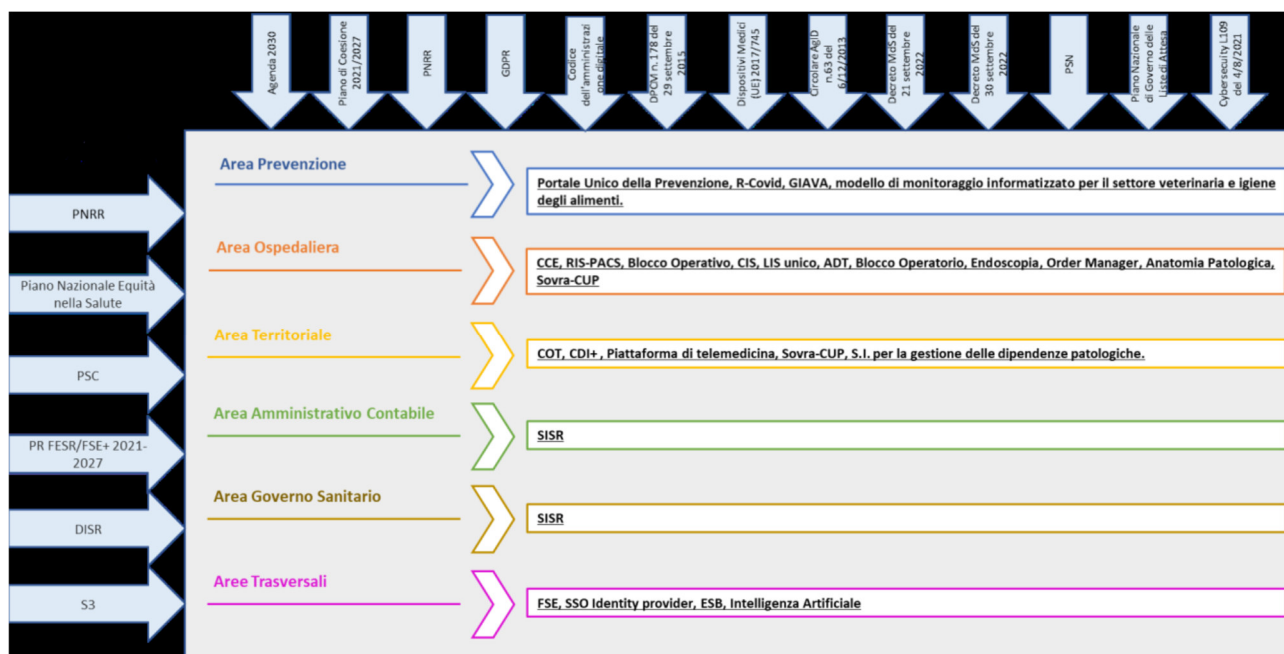 Agenda 2030
Piano di Coesione
2021/2027
PNRR
GDPR
Codice
dell'amministrazi
one digitale
DPCM n. 178 del
29 settembre
2015
Dispositivi Medici
(UE) 2017/745
Circolare AgiD
n.63 del
6/12/2013
Decreto MdS del
21 settembre
2022
Decreto MdS del
30 settembre
2022
PSN
Piano Nazionale
di Governo delle
Liste di Attesa
Cybersecuity L109
del 4/8/2021
PNRR
Piano Nazionale Equità
nella Salute
PSC
PR FESR/FSE+ 2021-
2027
DISR
S3
Area Prevenzione
Portale Unico della Prevenzione, R-Covid, GIAVA, modello di monitoraggio informatizzato per il settore veterinaria e igiene
degli alimenti.
Area Ospedaliera
CCE, RIS-PACS, Blocco Operativo, CIS, LIS unico, ADT, Blocco Operatorio, Endoscopia, Order Manager, Anatomia Patologica,
Sovra-CUP
Area Territoriale
COT, CDI+ , Piattaforma di telemedicina, Sovra-CUP, S.I. per la gestione delle dipendenze patologiche.
Area Amministrativo Contabile
SISR
Area Governo Sanitario
SISR
Aree Trasversali
FSE, SSO Identity provider, ESB, Intelligenza Artificiale